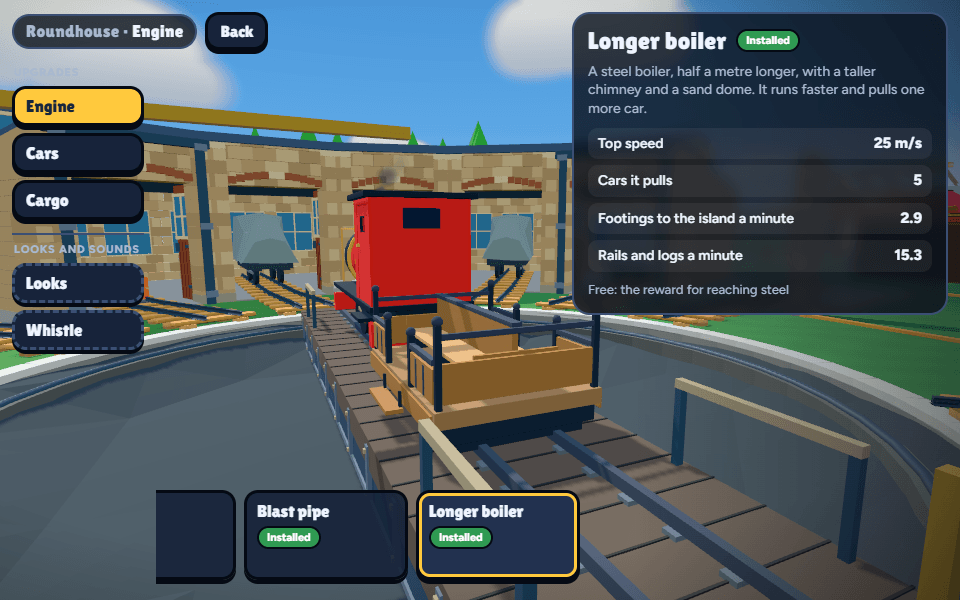 Roundhouse · Engine
Back
UPGRADES
Engine
Cars
Cargo
LOOKS AND SOUNDS
Looks
Whistle
Longer boiler
Installed
A steel boiler, half a metre longer, with a taller
chimney and a sand dome. It runs faster and pulls one
more car.
Top speed 25 m/s
Cars it pulls 5
Footings to the island a minute 2.9
Rails and logs a minute 15.3
Free: the reward for reaching steel
Blast pipe
Installed
Longer boiler
Installed